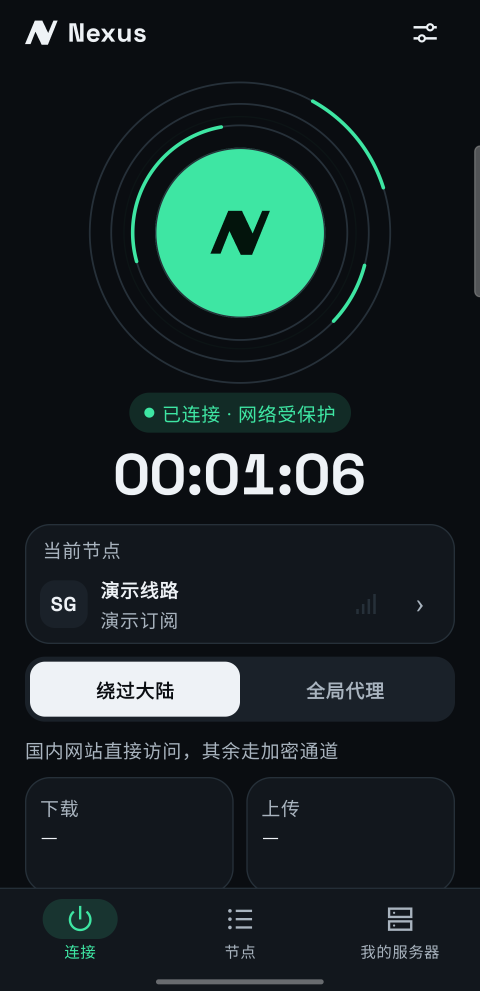 Nexus
已连接 · 网络受保护
00:01:06
当前节点
SG
演示线路
演示订阅
绕过大陆
全局代理
国内网站直接访问，其余走加密通道
下载
—
上传
—
连接
节点
我的服务器